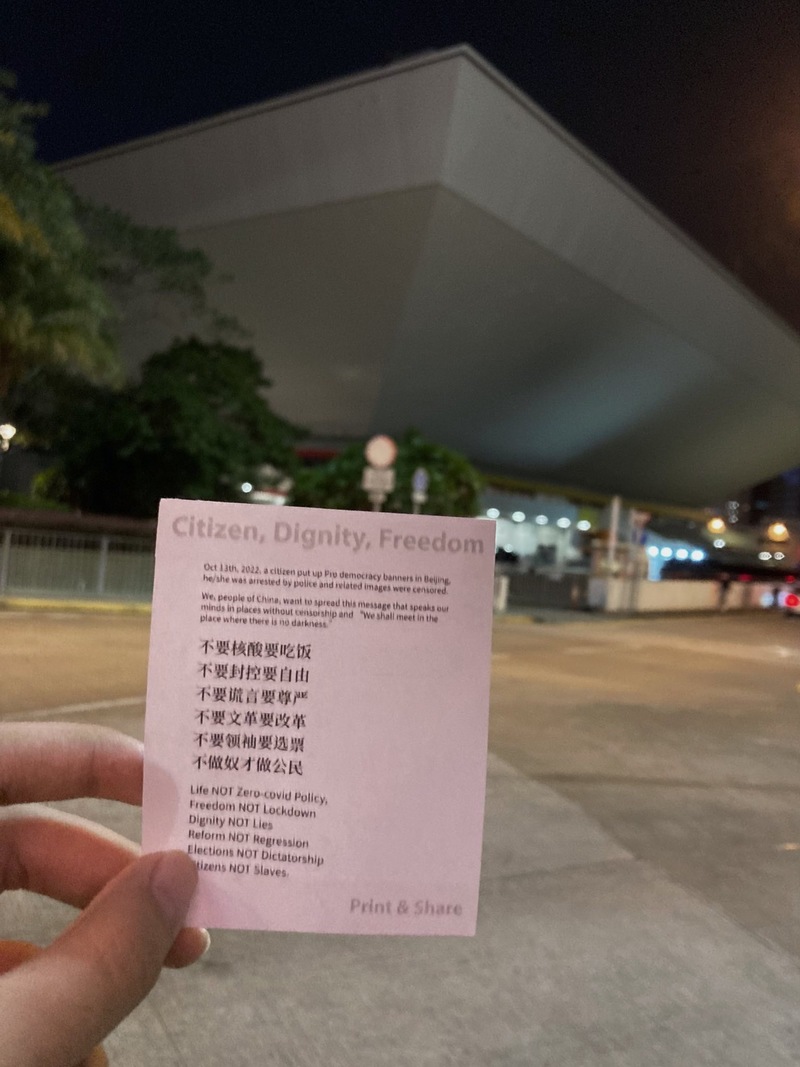 Citizen, Dignity, Freedom
Oct 13th, 2022, a citizen put up Pro democracy banners in Beijing,
he/she was arrested by police and related images were censored.
We, people of China, want to spread this message that speaks our
minds in places without censorship and "We shall meet in the
place where there is no darkness."
不要核酸要吃饭
不要封控要自由
不要谎言要尊严
不要文革要改革
不要领袖要选票
不做奴才做公民
Life NOT Zero-covid Policy,
Freedom NOT Lockdown
Dignity NOT Lies
Reform NOT Regression
Elections NOT Dictatorship
tizens NOT Slaves.
Print & Share